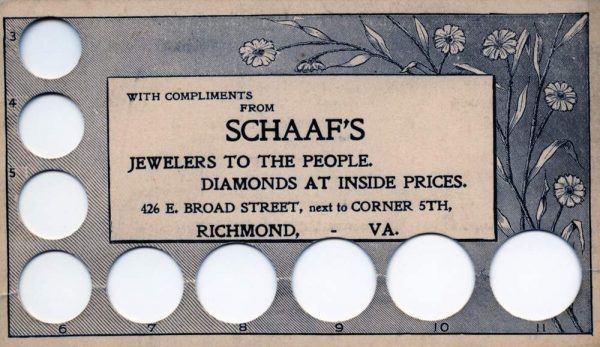 WITH COMPLIMENTS
FROM
SCHAAF'S
JEWELERS TO THE PEOPLE.
DIAMONDS AT INSIDE PRICES.
426 E. BROAD STREET, next to CORNER 5TH,
RICHMOND, - VA.
3
4
5
6
7
8
9
10
11